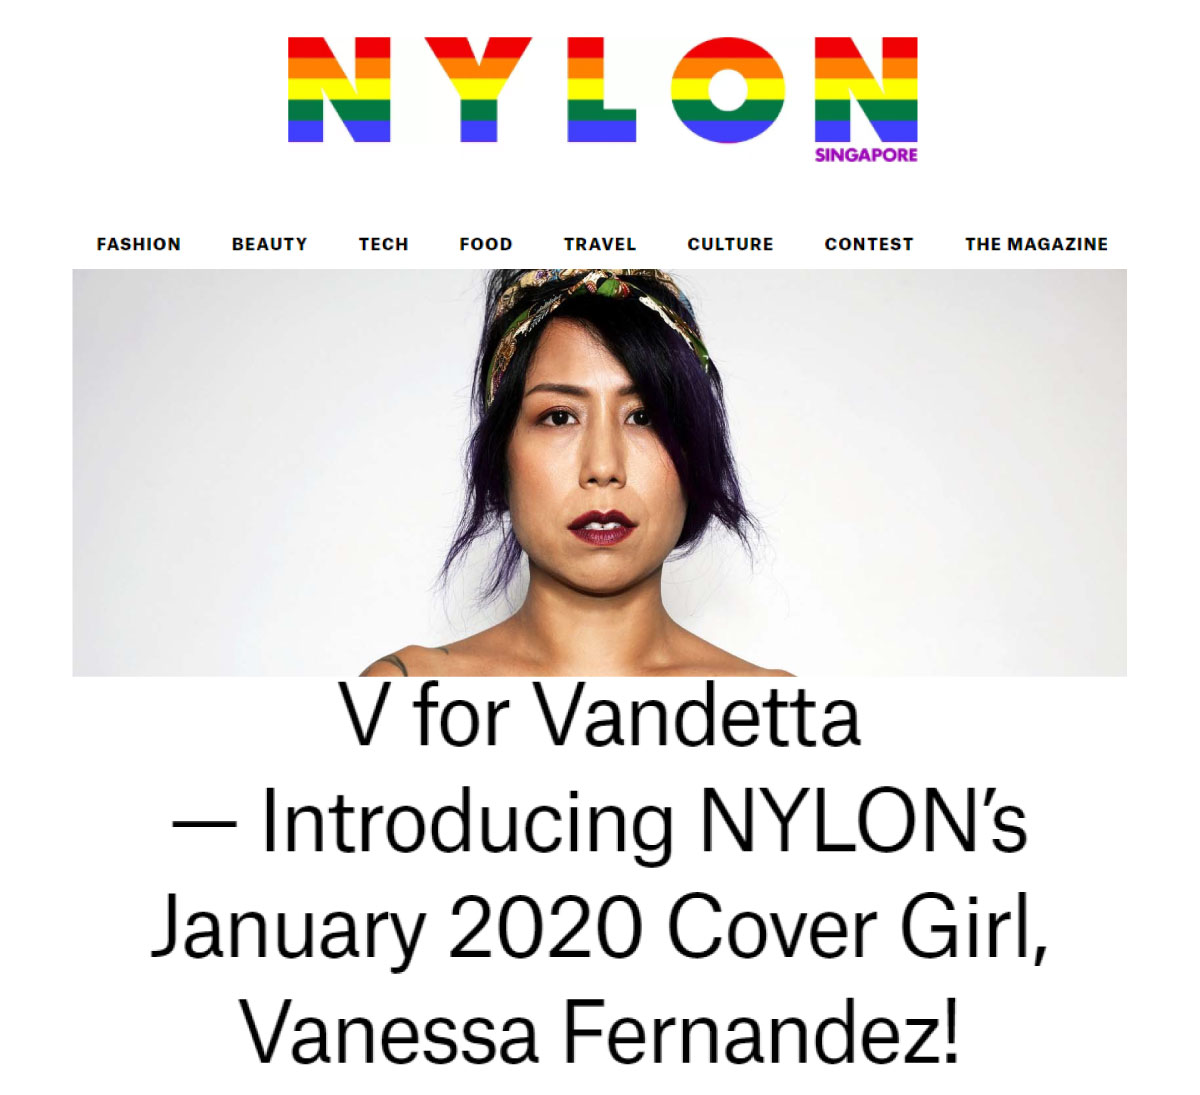 NYLON
SINGAPORE
FASHION BEAUTY TECH FOOD TRAVEL CULTURE CONTEST THE MAGAZINE
V for Vandetta
— Introducing NYLON’s
January 2020 Cover Girl,
Vanessa Fernandez!